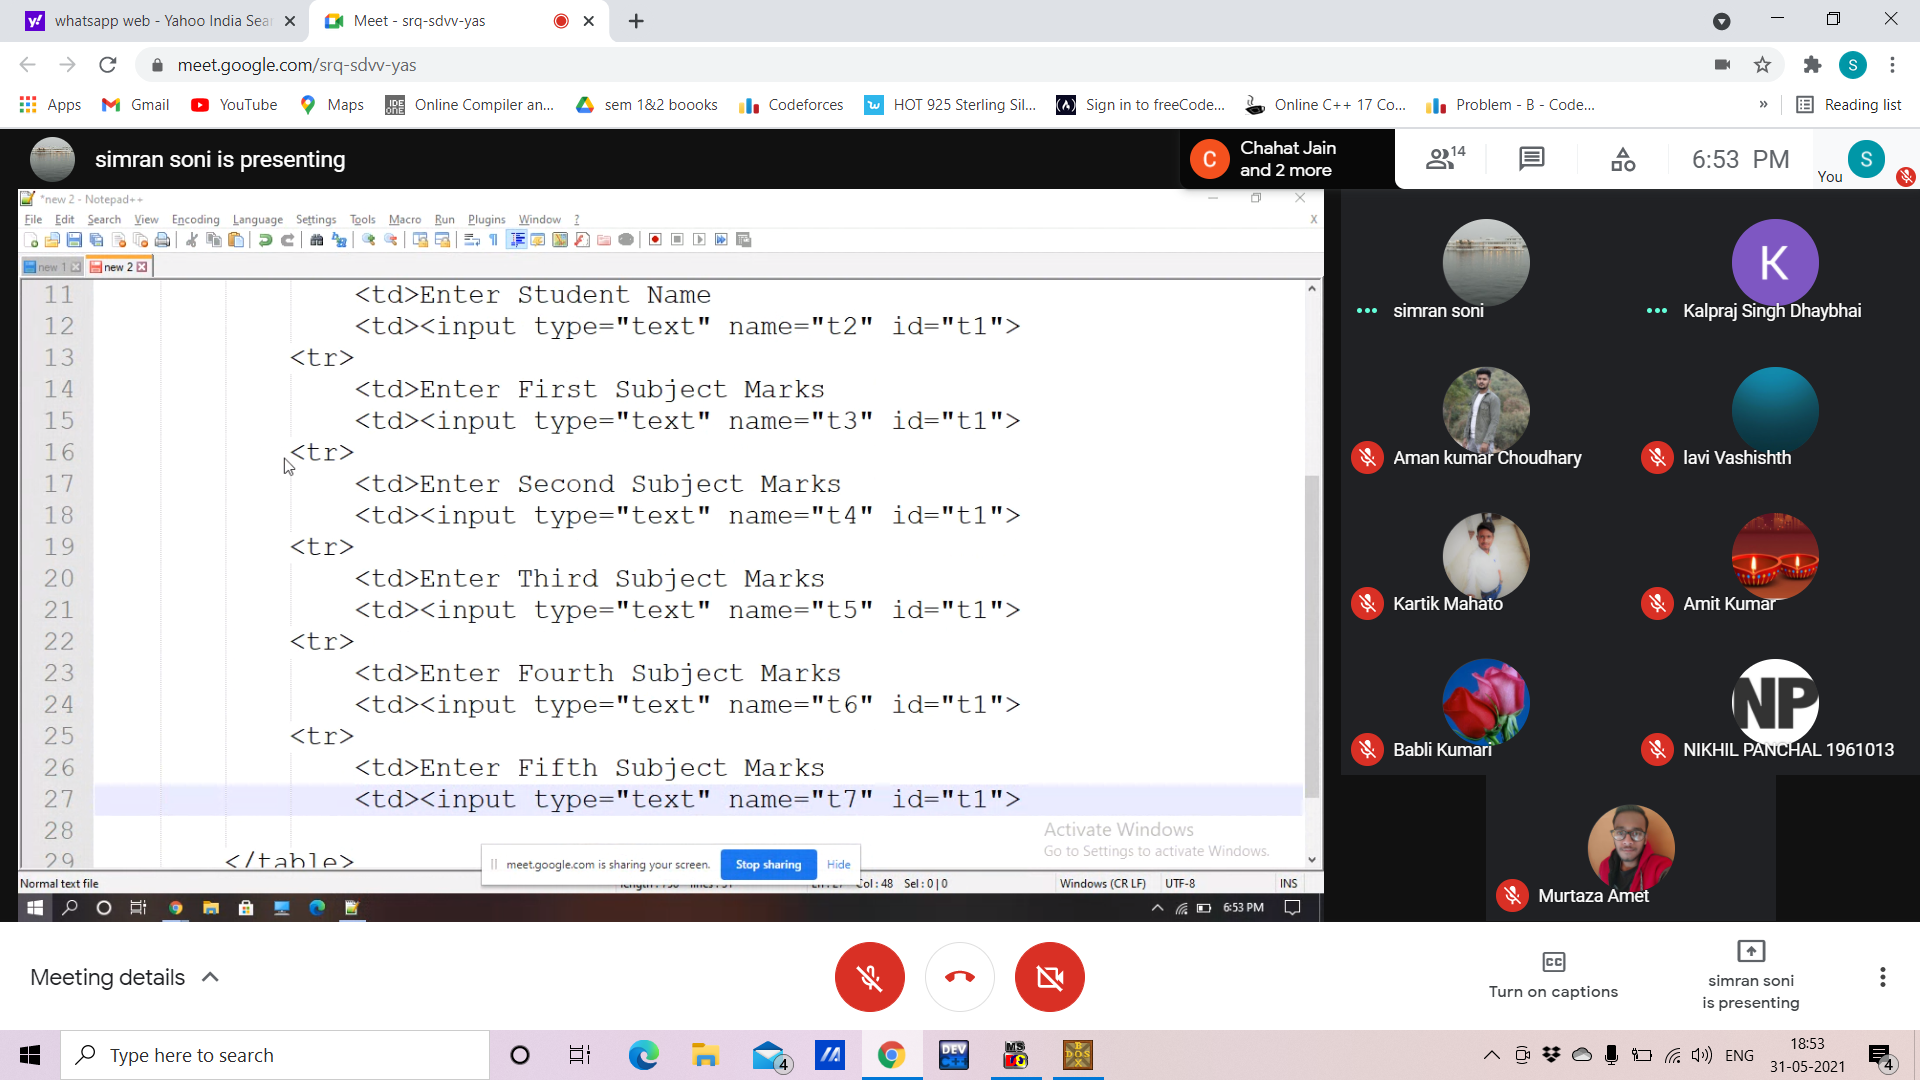 whatsapp web - Yahoo India Sear
Meet - srq-sdvv-yas
meet.google.com/srq-sdvv-yas
S
Apps
Gmail
YouTube
Maps
Online Compiler an...
sem 1&2 boooks
Codeforces
HOT 925 Sterling Sil...
Sign in to freeCode...
Online C++ 17 Co...
Problem - B - Code...
»
Reading list
simran soni is presenting
C
Chahat Jain
and 2 more
14
6:53 PM
You
S
*new 2 - Notepad++
File Edit Search View Encoding Language Settings Tools Macro Run Plugins Window ?
X
new 1
new 2
11 <td>Enter Student Name
12 <td><input type="text" name="t2" id="t1">
13 <tr>
14 <td>Enter First Subject Marks
15 <td><input type="text" name="t3" id="t1">
16 <tr>
17 <td>Enter Second Subject Marks
18 <td><input type="text" name="t4" id="t1">
19 <tr>
20 <td>Enter Third Subject Marks
21 <td><input type="text" name="t5" id="t1">
22 <tr>
23 <td>Enter Fourth Subject Marks
24 <td><input type="text" name="t6" id="t1">
25 <tr>
26 <td>Enter Fifth Subject Marks
27 <td><input type="text" name="t7" id="t1">
28
29 </table>
Activate Windows
Go to Settings to activate Windows.
meet.google.com is sharing your screen.
Stop sharing
Hide
Normal text file
Col : 48 Sel : 0 | 0
Windows (CR LF)
UTF-8
INS
6:53 PM
simran soni
K
Kalpraj Singh Dhaybhai
Aman kumar Choudhary
lavi Vashishth
Kartik Mahato
Amit Kumar
Babli Kumari
NP
NIKHIL PANCHAL 1961013
Murtaza Amet
Meeting details
Turn on captions
simran soni
is presenting
Type here to search
4
DEV
MS
DOS
ENG
18:53
31-05-2021
4